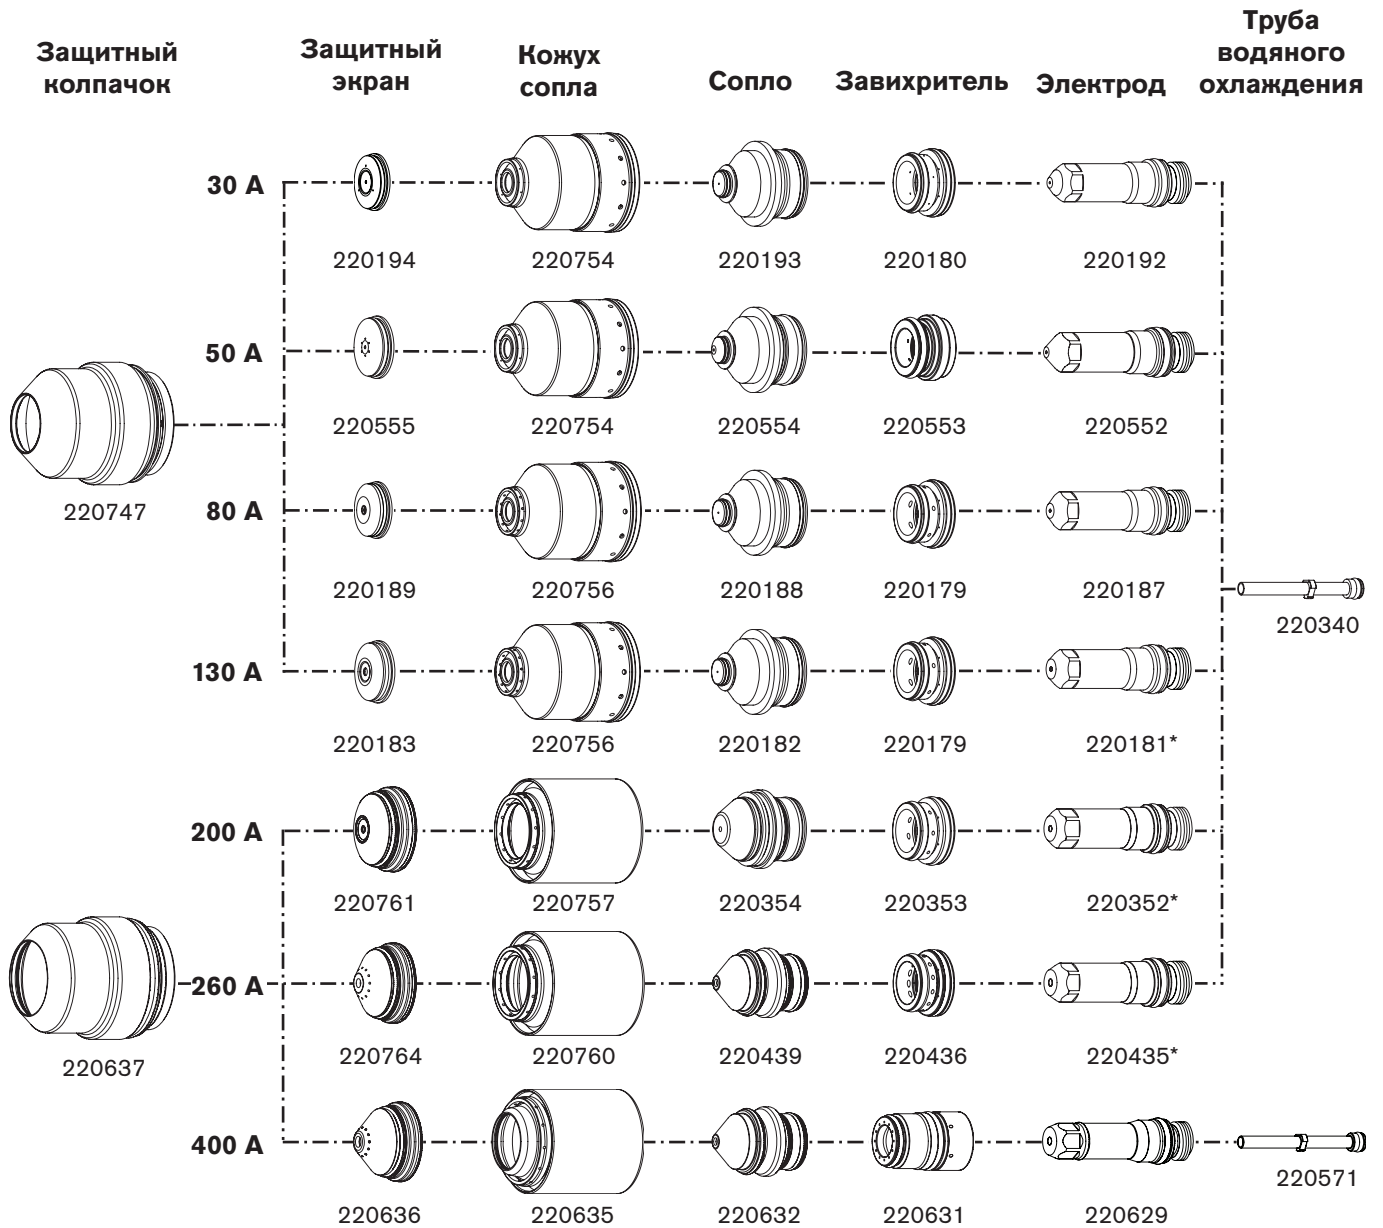 Защитный
колпачок
Защитный
экран
Кожух
сопла
Сопло
Завихритель
Электрод
Труба
водяного
охлаждения
30 A
220194
220754
220193
220180
220192
50 A
220555
220754
220554
220553
220552
220747
80 A
220189
220756
220188
220179
220187
220340
130 A
220183
220756
220182
220179
220181*
200 A
220761
220757
220354
220353
220352*
220637
260 A
220764
220760
220439
220436
220435*
400 A
220636
220635
220632
220631
220629
220571